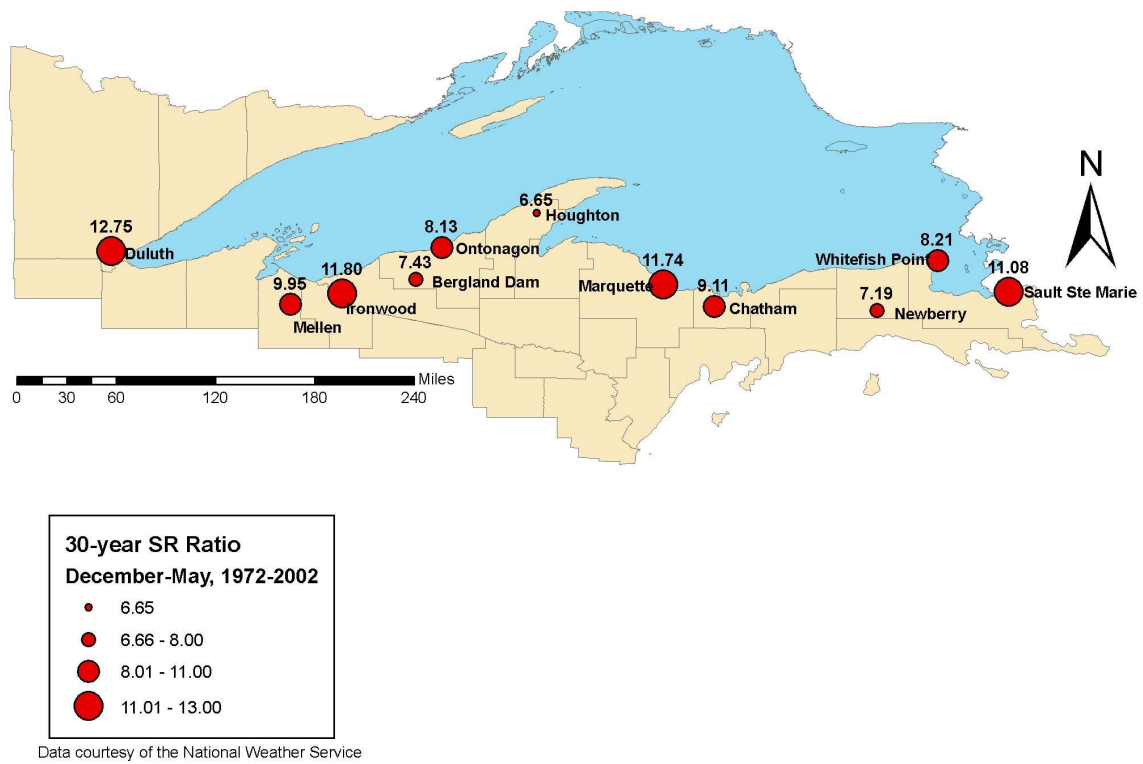 N
6.65
Houghton
12.75
Duluth
8.13
Ontonagon
8.21
Whitefish Point
7.43
Bergland Dam
11.74
Marquette
11.08
Sault Ste Marie
9.95
Mellen
11.80
Ironwood
9.11
Chatham
7.19
Newberry
Miles
0 30 60 120 180 240
30-year SR Ratio
December-May, 1972-2002
6.65
6.66 - 8.00
8.01 - 11.00
11.01 - 13.00
Data courtesy of the National Weather Service